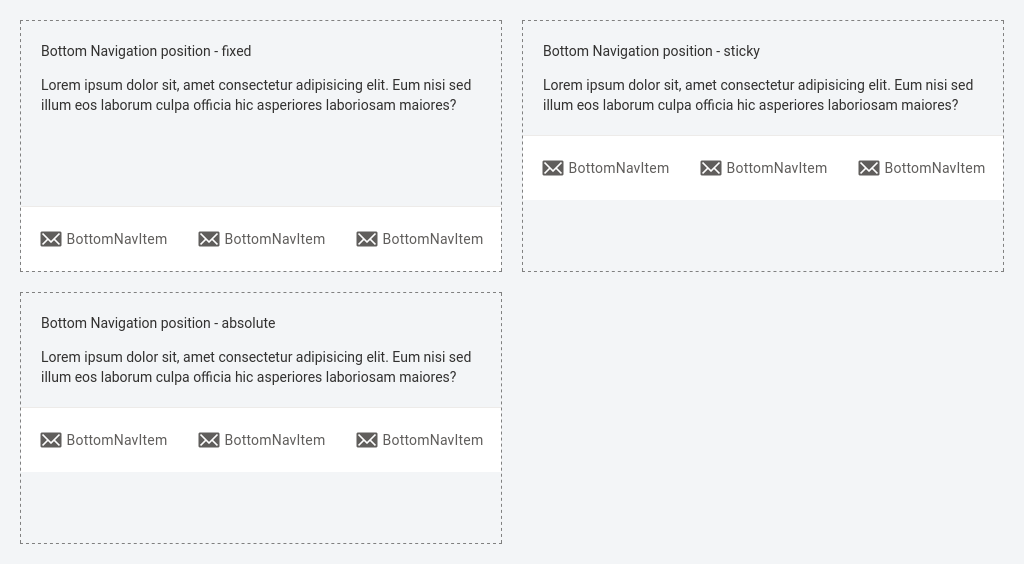 Bottom Navigation position - fixed
Lorem ipsum dolor sit, amet consectetur adipisicing elit. Eum nisi sed
illum eos laborum culpa officia hic asperiores laboriosam maiores?
BottomNavItem BottomNavItem BottomNavItem
Bottom Navigation position - sticky
Lorem ipsum dolor sit, amet consectetur adipisicing elit. Eum nisi sed
illum eos laborum culpa officia hic asperiores laboriosam maiores?
BottomNavItem BottomNavItem BottomNavItem
Bottom Navigation position - absolute
Lorem ipsum dolor sit, amet consectetur adipisicing elit. Eum nisi sed
illum eos laborum culpa officia hic asperiores laboriosam maiores?
BottomNavItem BottomNavItem BottomNavItem